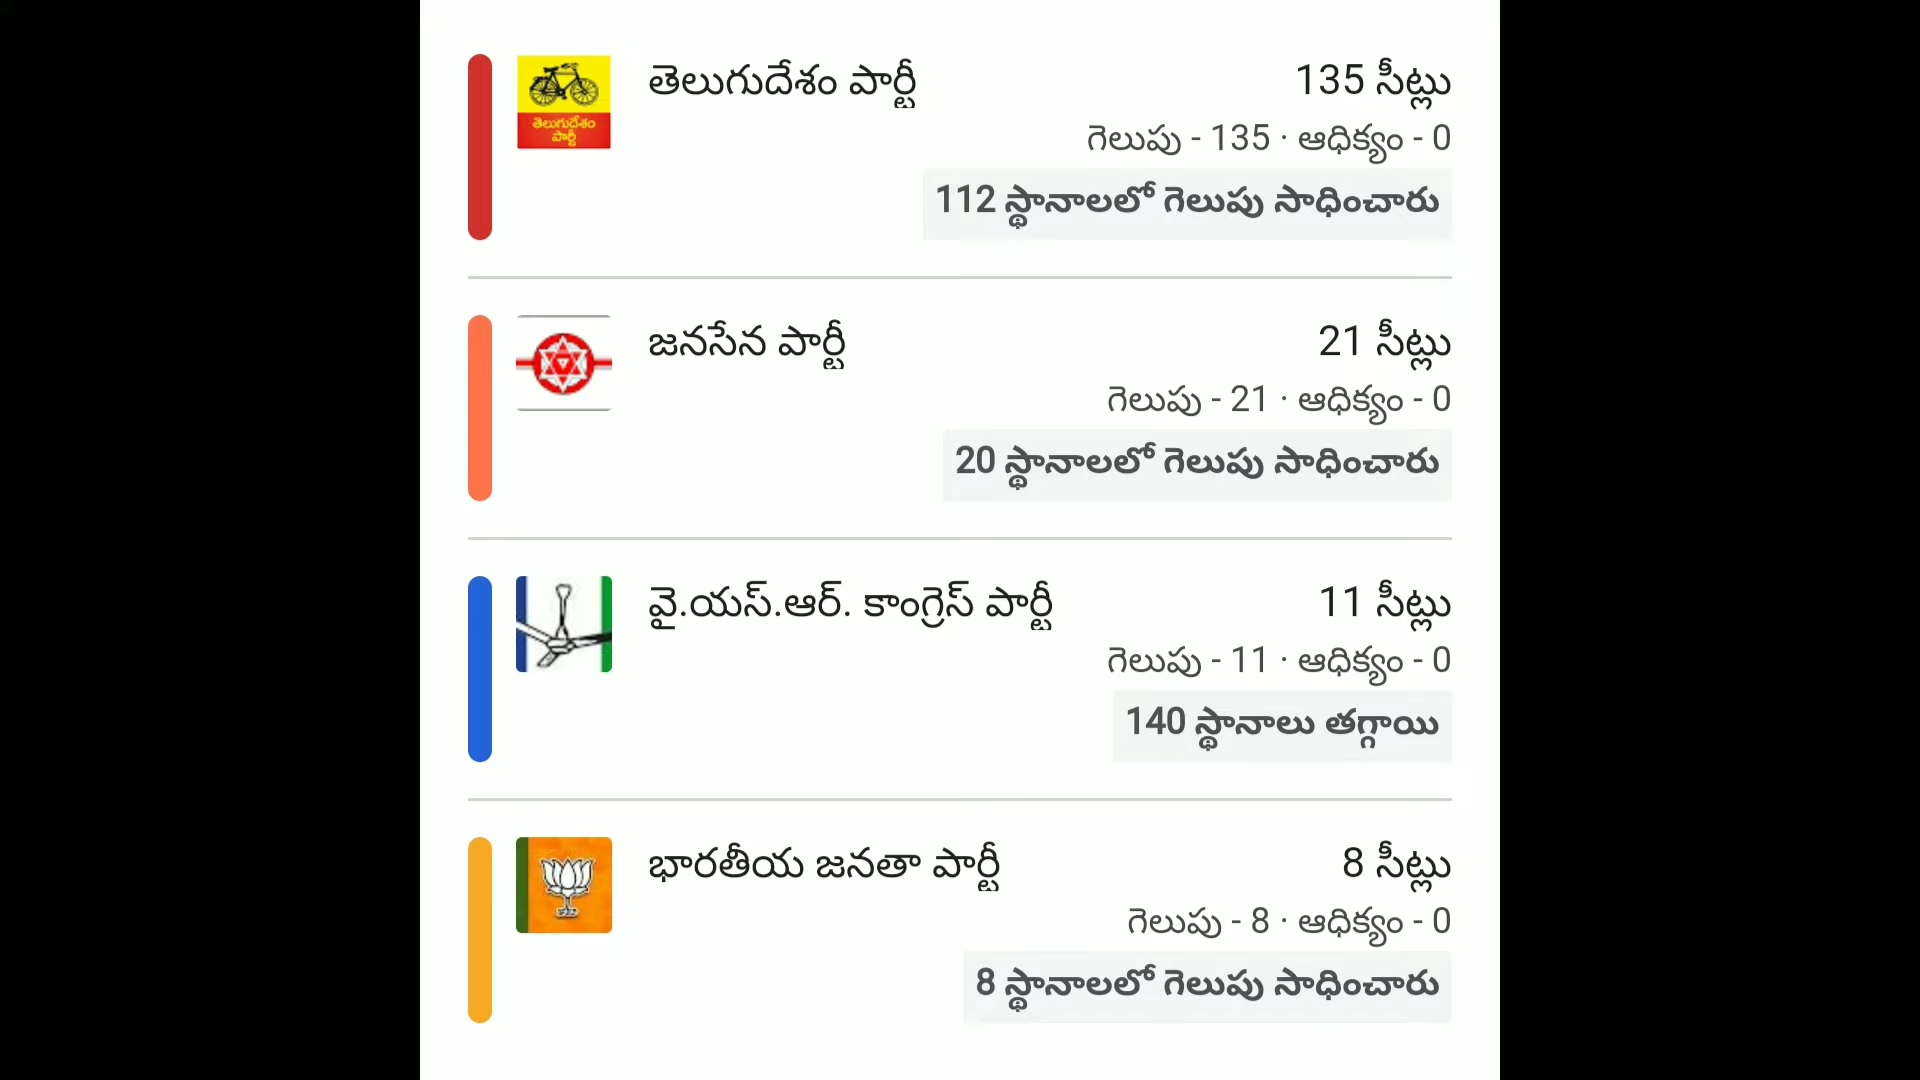 తెలుగుదేశం పార్టీ
తెలుగుదేశం పార్టీ 135 సీట్లు
గెలుపు - 135 · ఆధిక్యం - 0
112 స్థానాలలో గెలుపు సాధించారు
జనసేన పార్టీ 21 సీట్లు
గెలుపు - 21 · ఆధిక్యం - 0
20 స్థానాలలో గెలుపు సాధించారు
వై.యస్.ఆర్. కాంగ్రెస్ పార్టీ 11 సీట్లు
గెలుపు - 11 · ఆధిక్యం - 0
140 స్థానాలు తగ్గాయి
భారతీయ జనతా పార్టీ 8 సీట్లు
గెలుపు - 8 · ఆధిక్యం - 0
8 స్థానాలలో గెలుపు సాధించారు